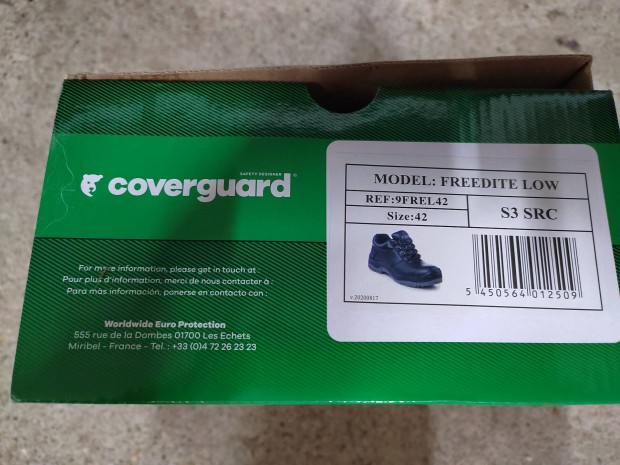 SAFETY DESIGNER
coverguard®
For more information, please get in touch at :
Pour plus d'information, merci de nous contacter à :
Para más información, ponerse en contacto con :
Worldwide Euro Protection
555 rue de la Dombes 01700 Les Echets
Miribel - France - Tel. : +33 (0)4 72 26 23 23
MODEL: FREEDITE LOW
REF:9FREL42
Size:42
S3 SRC
5 450564 012509
v.20200817